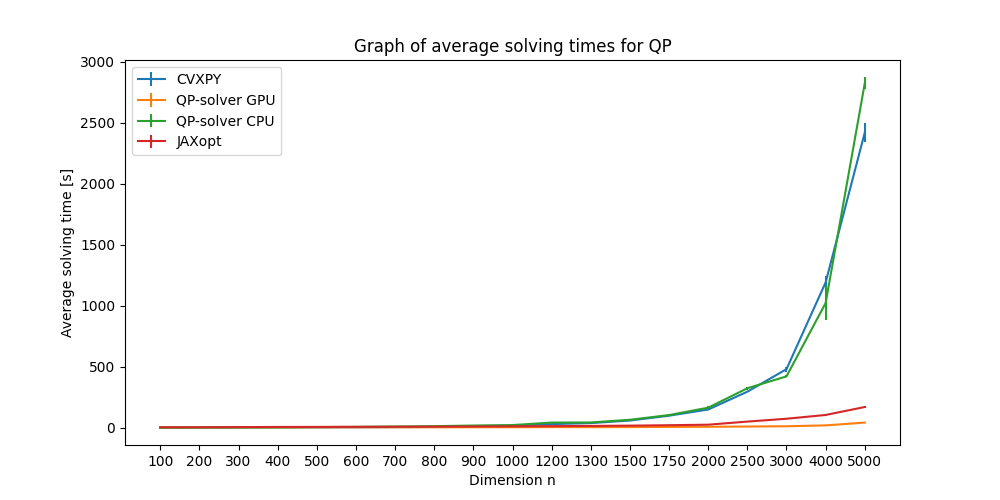 Graph of average solving times for QP
3000
2500
2000
1500
1000
500
0
Average solving time [s]
CVXPY
QP-solver GPU
QP-solver CPU
JAXopt
100 200 300 400 500 600 700 800 900 1000 1200 1300 1500 1750 2000 2500 3000 4000 5000
Dimension n